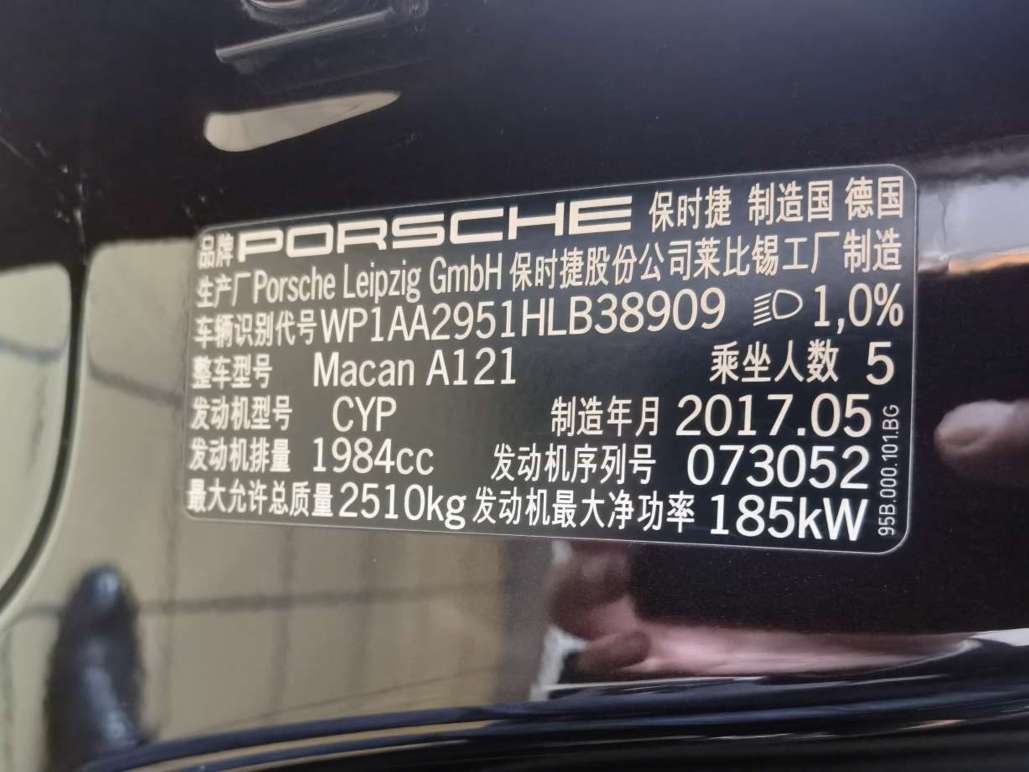 品牌 PORSCHE 保时捷 制造国 德国
生产厂 Porsche Leipzig GmbH 保时捷股份公司莱比锡工厂制造
车辆识别代号 WP1AA2951HLB38909 1,0%
整车型号 Macan A121 乘坐人数 5
发动机型号 CYP 制造年月 2017.05
发动机排量 1984cc 发动机序列号 073052
最大允许总质量 2510kg 发动机最大净功率 185kW
95B.000.101.BG